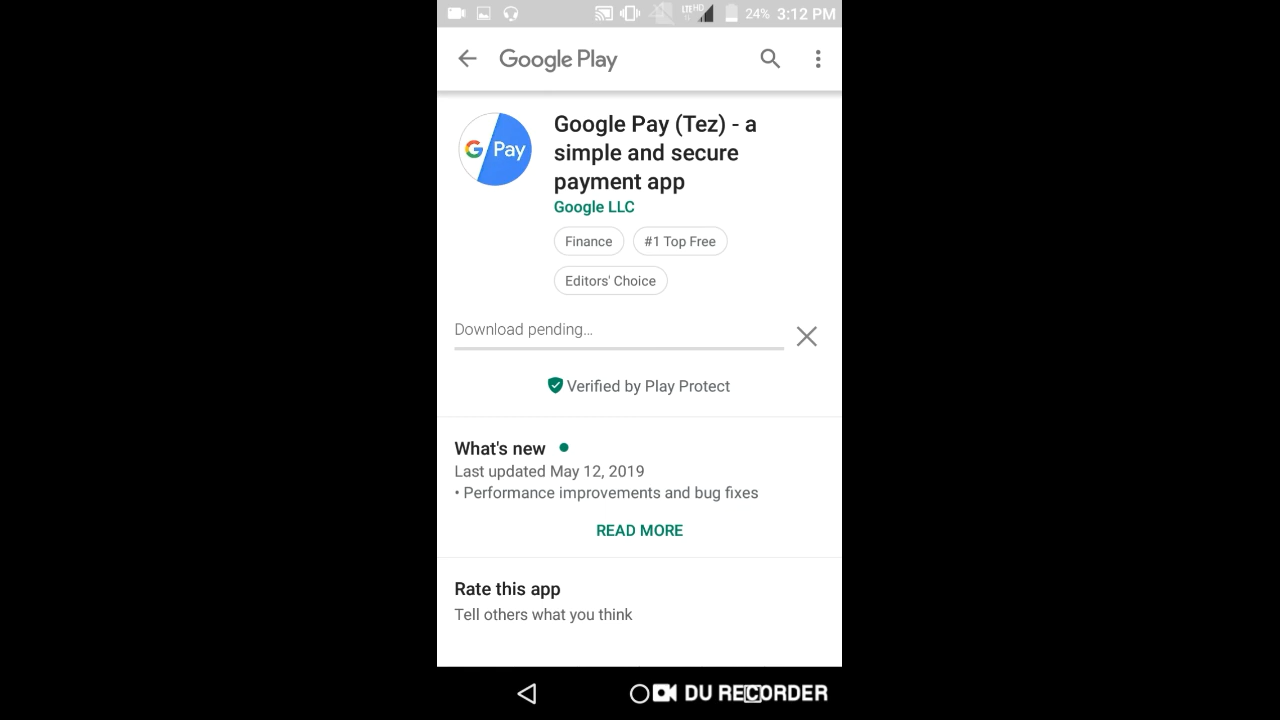 24% 3:12 PM
Google Play
G Pay
Google Pay (Tez) - a
simple and secure
payment app
Google LLC
Finance
#1 Top Free
Editors' Choice
Download pending...
Verified by Play Protect
What's new
Last updated May 12, 2019
• Performance improvements and bug fixes
READ MORE
Rate this app
Tell others what you think
DU RECORDER